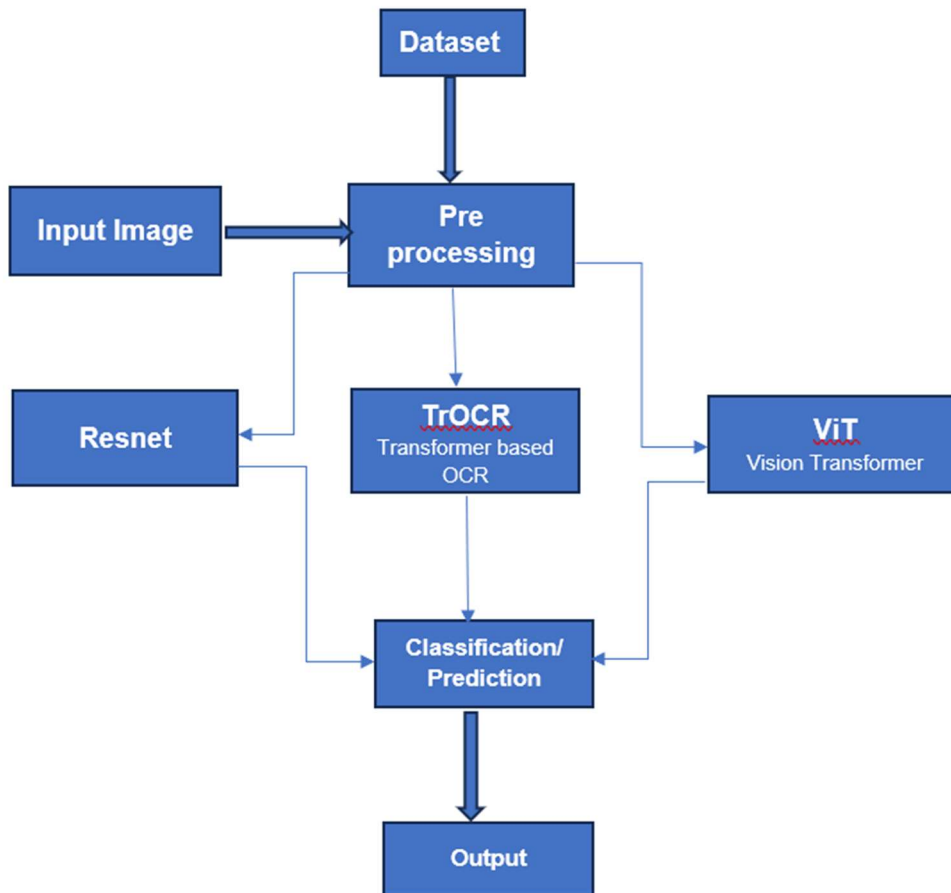 Dataset
Input Image
Pre
processing
Resnet
TrOCR
Transformer based
OCR
ViT
Vision Transformer
Classification/
Prediction
Output